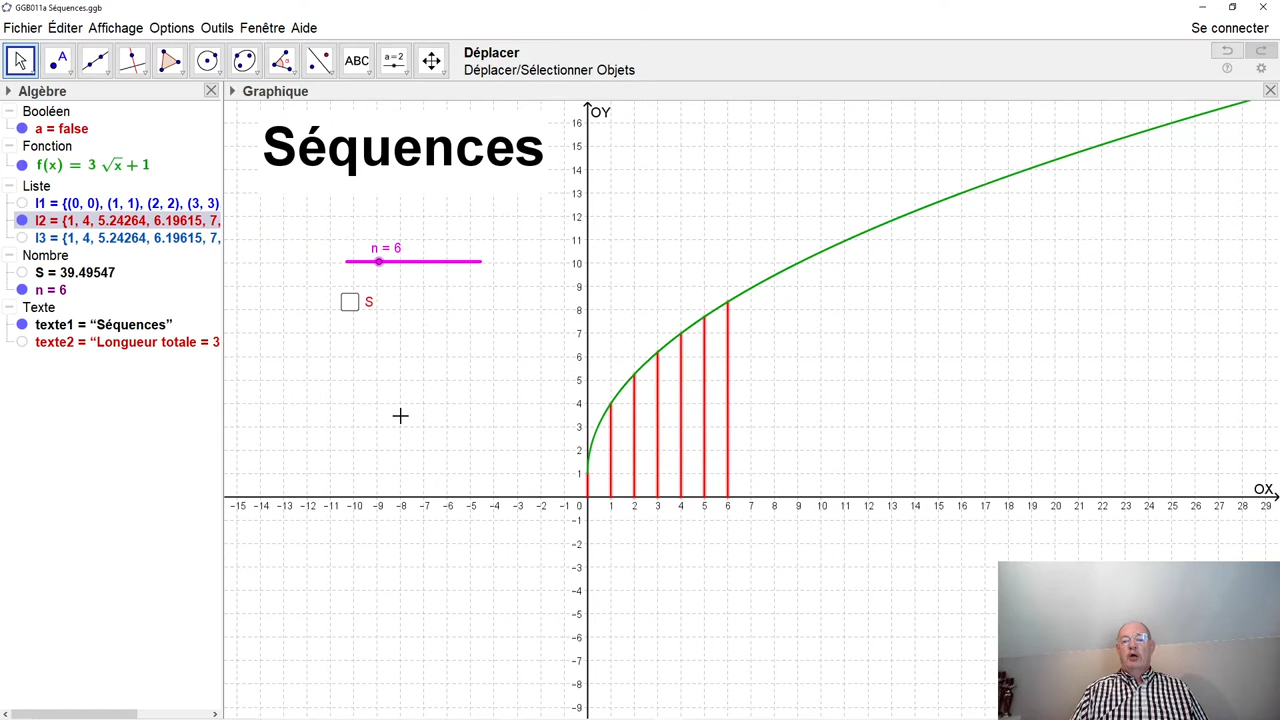 GGB011a Séquences.ggb
Fichier Éditer Affichage Options Outils Fenêtre Aide
Se connecter
ABC
a=2
A
Déplacer
Déplacer/Sélectionner Objets
Algèbre
Graphique
Booléen
a = false
Fonction
f(x) = 3 √x + 1
Liste
l1 = {(0, 0), (1, 1), (2, 2), (3, 3)
l2 = {1, 4, 5.24264, 6.19615, 7,
l3 = {1, 4, 5.24264, 6.19615, 7,
Nombre
S = 39.49547
n = 6
Texte
texte1 = “Séquences”
texte2 = “Longueur totale = 3
Séquences
n = 6
S
OY
16
15
14
13
12
11
10
9
8
7
6
5
4
3
2
1
OX
−15 −14 −13 −12 −11 −10 −9 −8 −7 −6 −5 −4 −3 −2 −1 0 1 2 3 4 5 6 7 8 9 10 11 12 13 14 15 16 17 18 19 20 21 22 23 24 25 26 27 28 29
−1
−2
−3
−4
−5
−6
−7
−8
−9